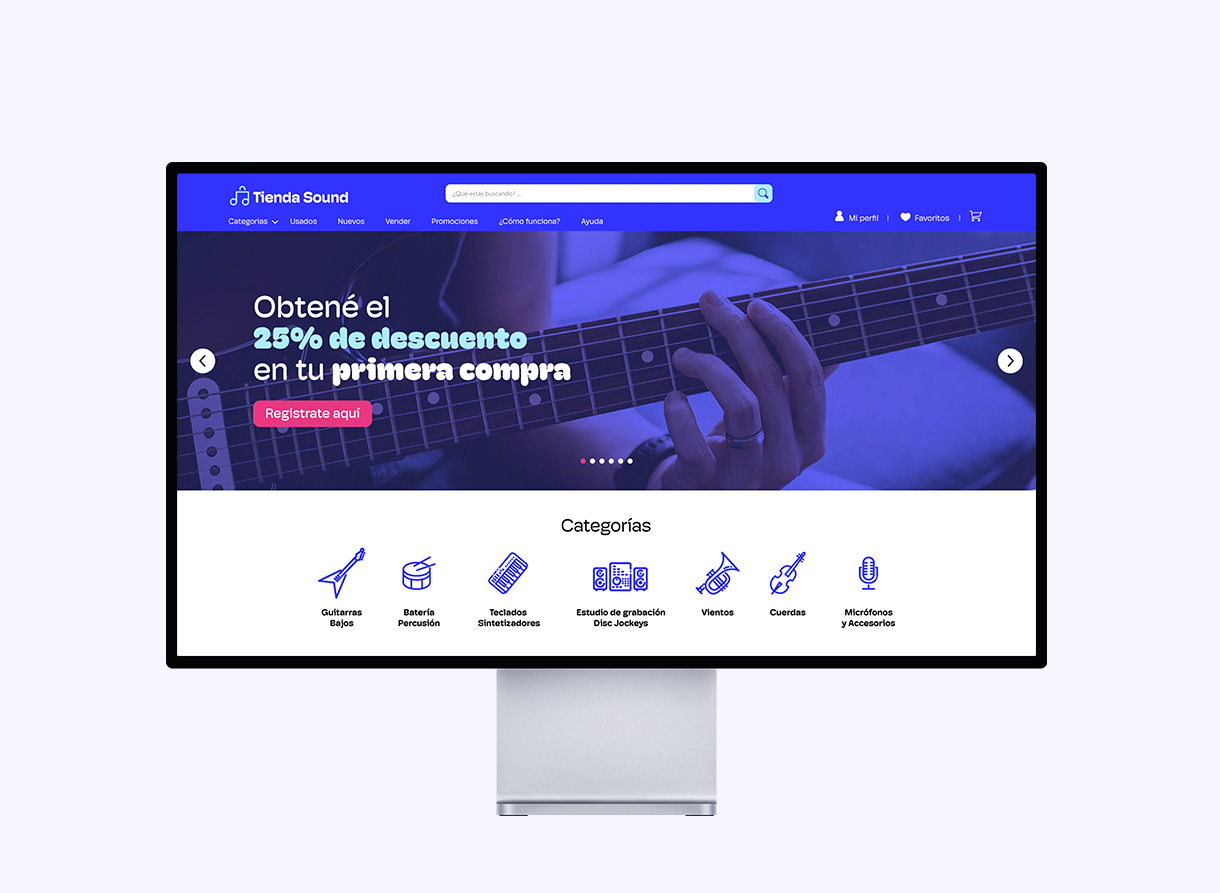 Tienda Sound
¿Qué estás buscando? ...
Categorías Usados Nuevos Vender Promociones ¿Cómo funciona? Ayuda
Mi perfil | Favoritos |
Obtené el
25% de descuento
en tu primera compra
Registrate aquí
Categorías
Guitarras
Bajos
Batería
Percusión
Teclados
Sintetizadores
Estudio de grabación
Disc Jockeys
Vientos
Cuerdas
Micrófonos
y Accesorios